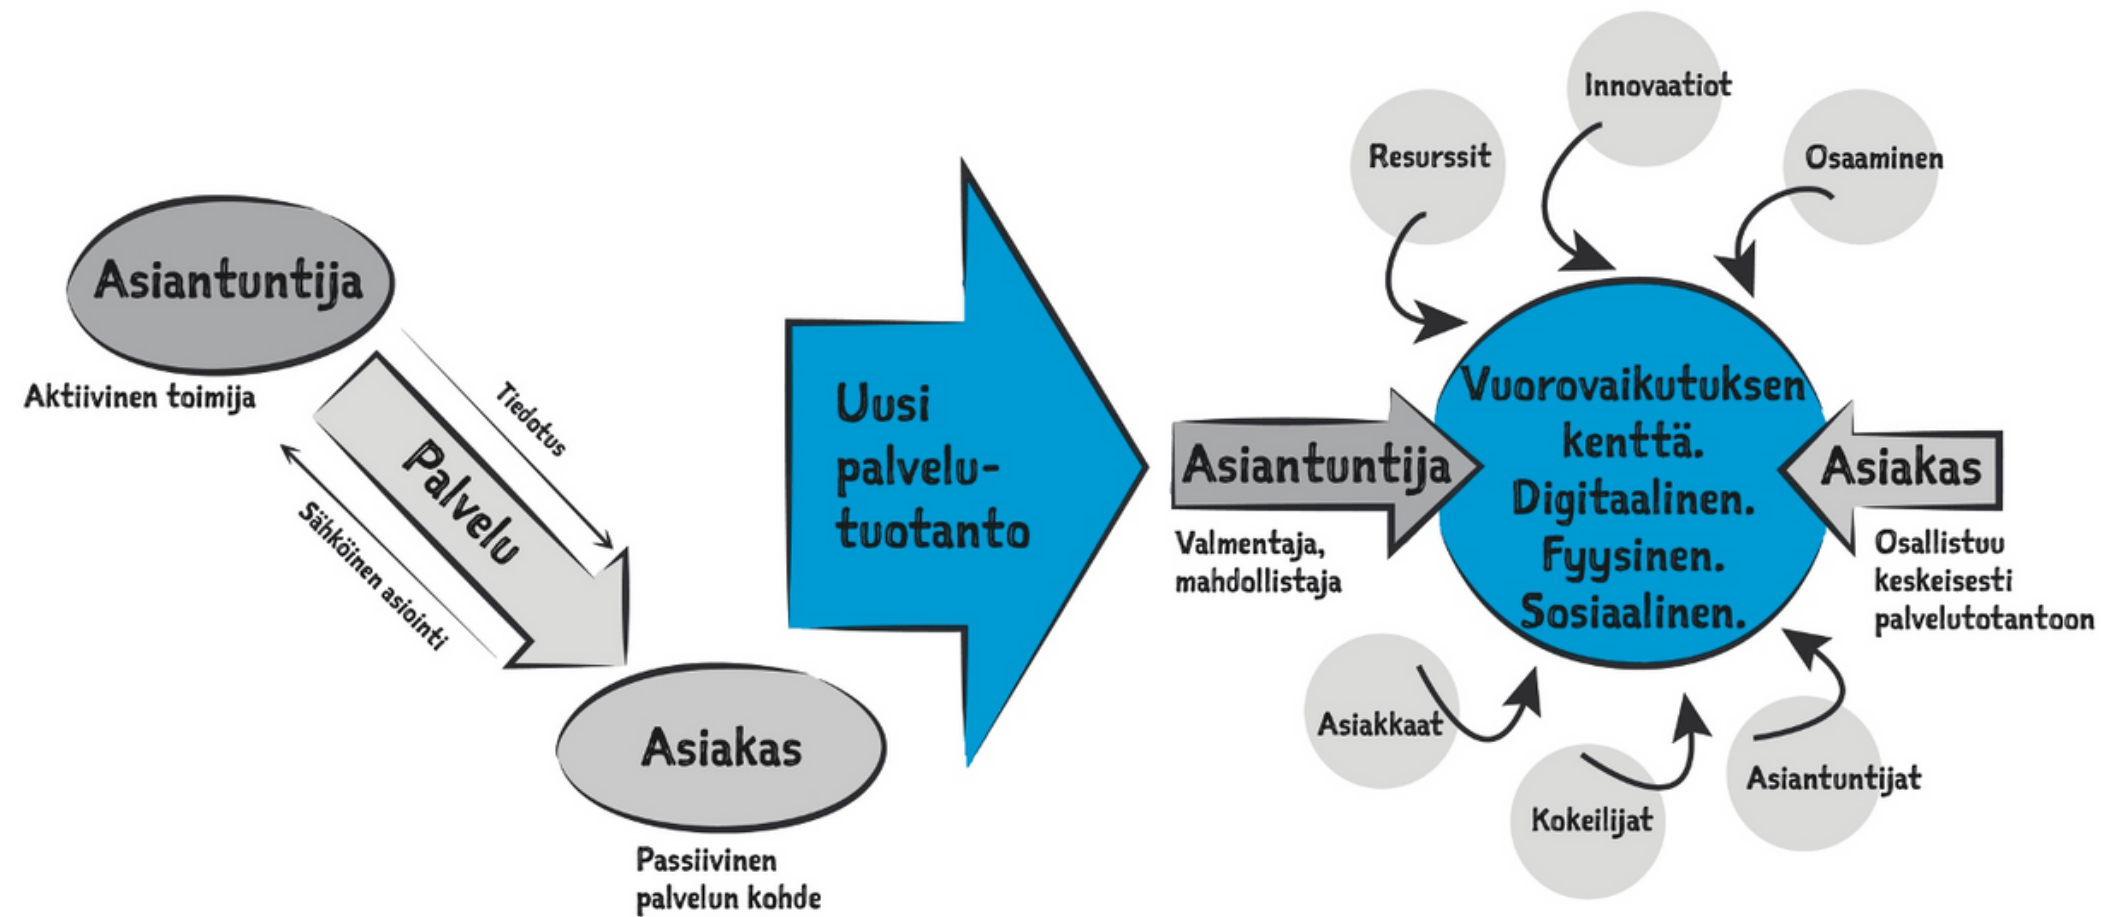 Asiantuntija
Aktiivinen toimija
Tiedotus
Palvelu
Sähköinen asiointi
Asiakas
Passiivinen
palvelun kohde
Uusi
palvelu-
tuotanto
Resurssit
Innovaatiot
Osaaminen
Asiantuntija
Valmentaja,
mahdollistaja
Vuorovaikutuksen
kenttä.
Digitaalinen.
Fyysinen.
Sosiaalinen.
Asiakas
Osallistuu
keskeisesti
palvelutotantoon
Asiakkaat
Kokeilijat
Asiantuntijat